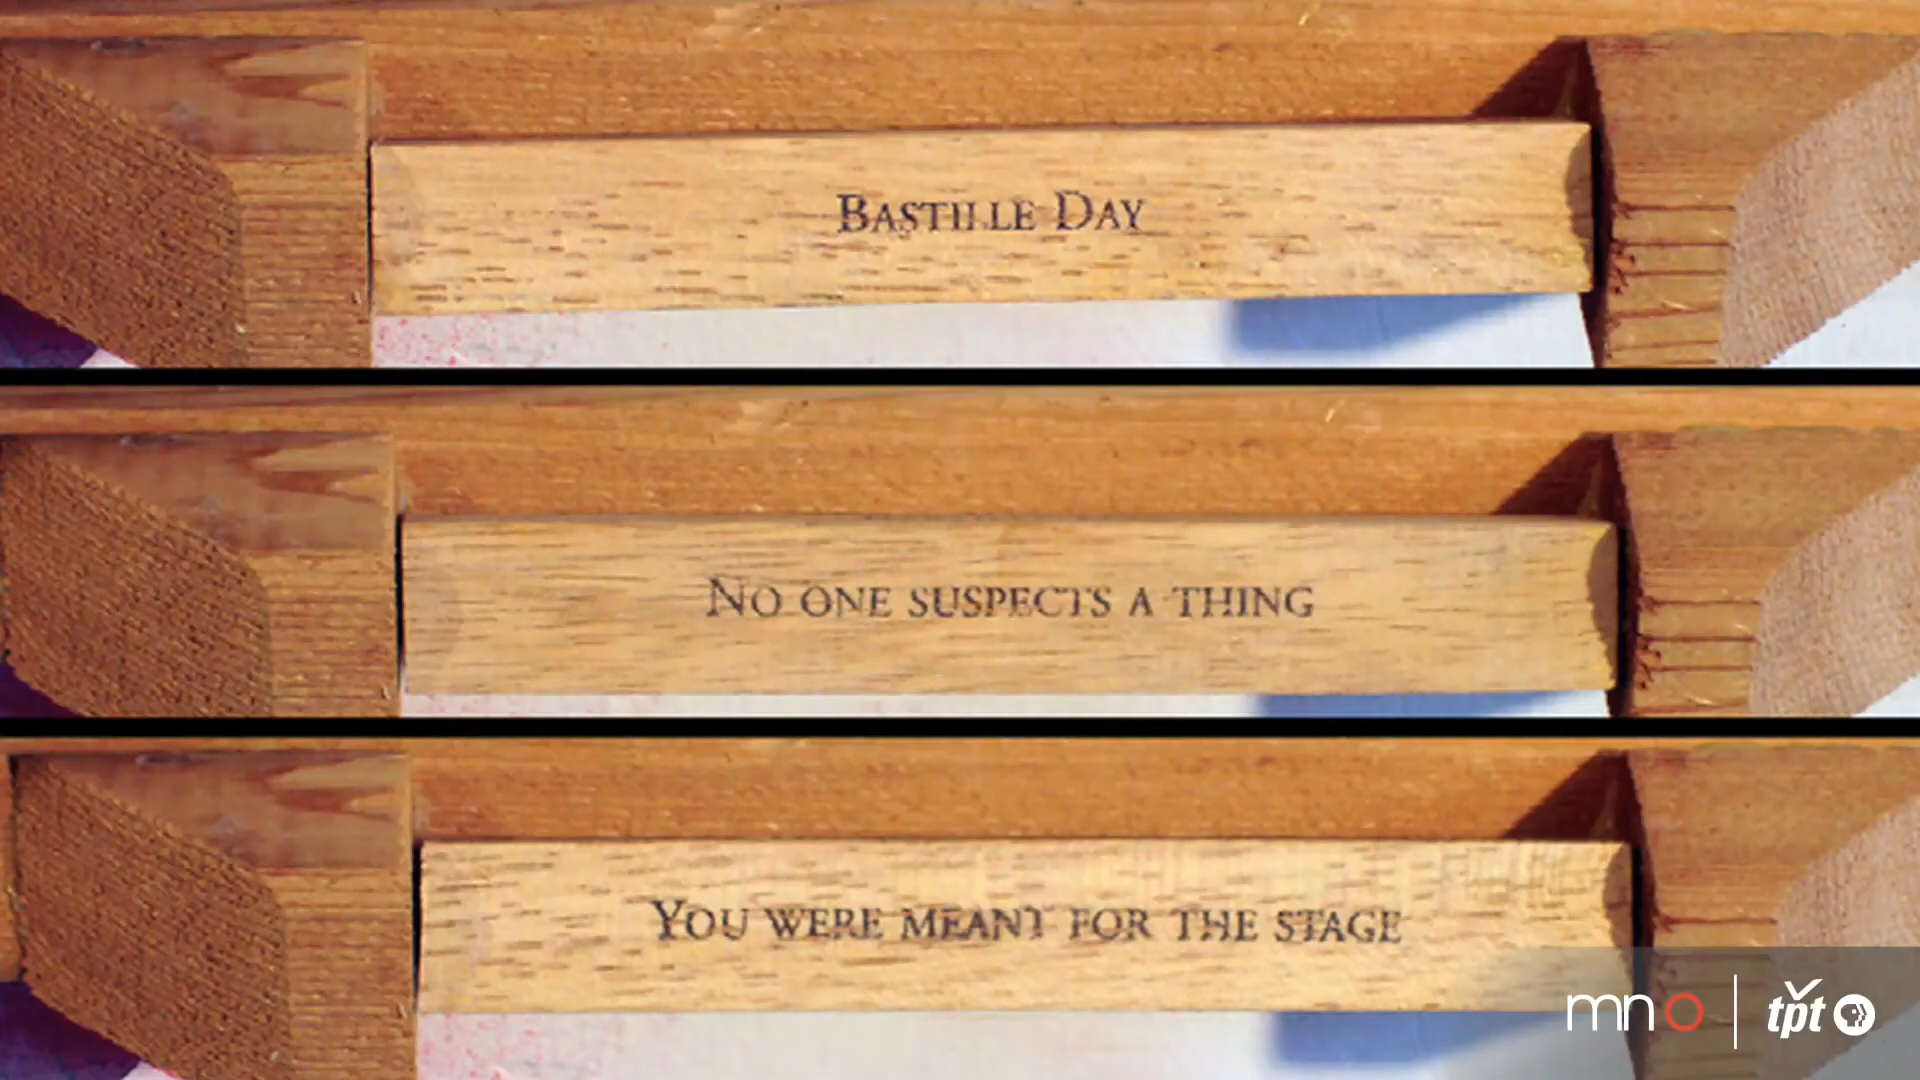 BASTILLE DAY
NO ONE SUSPECTS A THING
YOU WERE MEANT FOR THE STAGE
mno
tpt